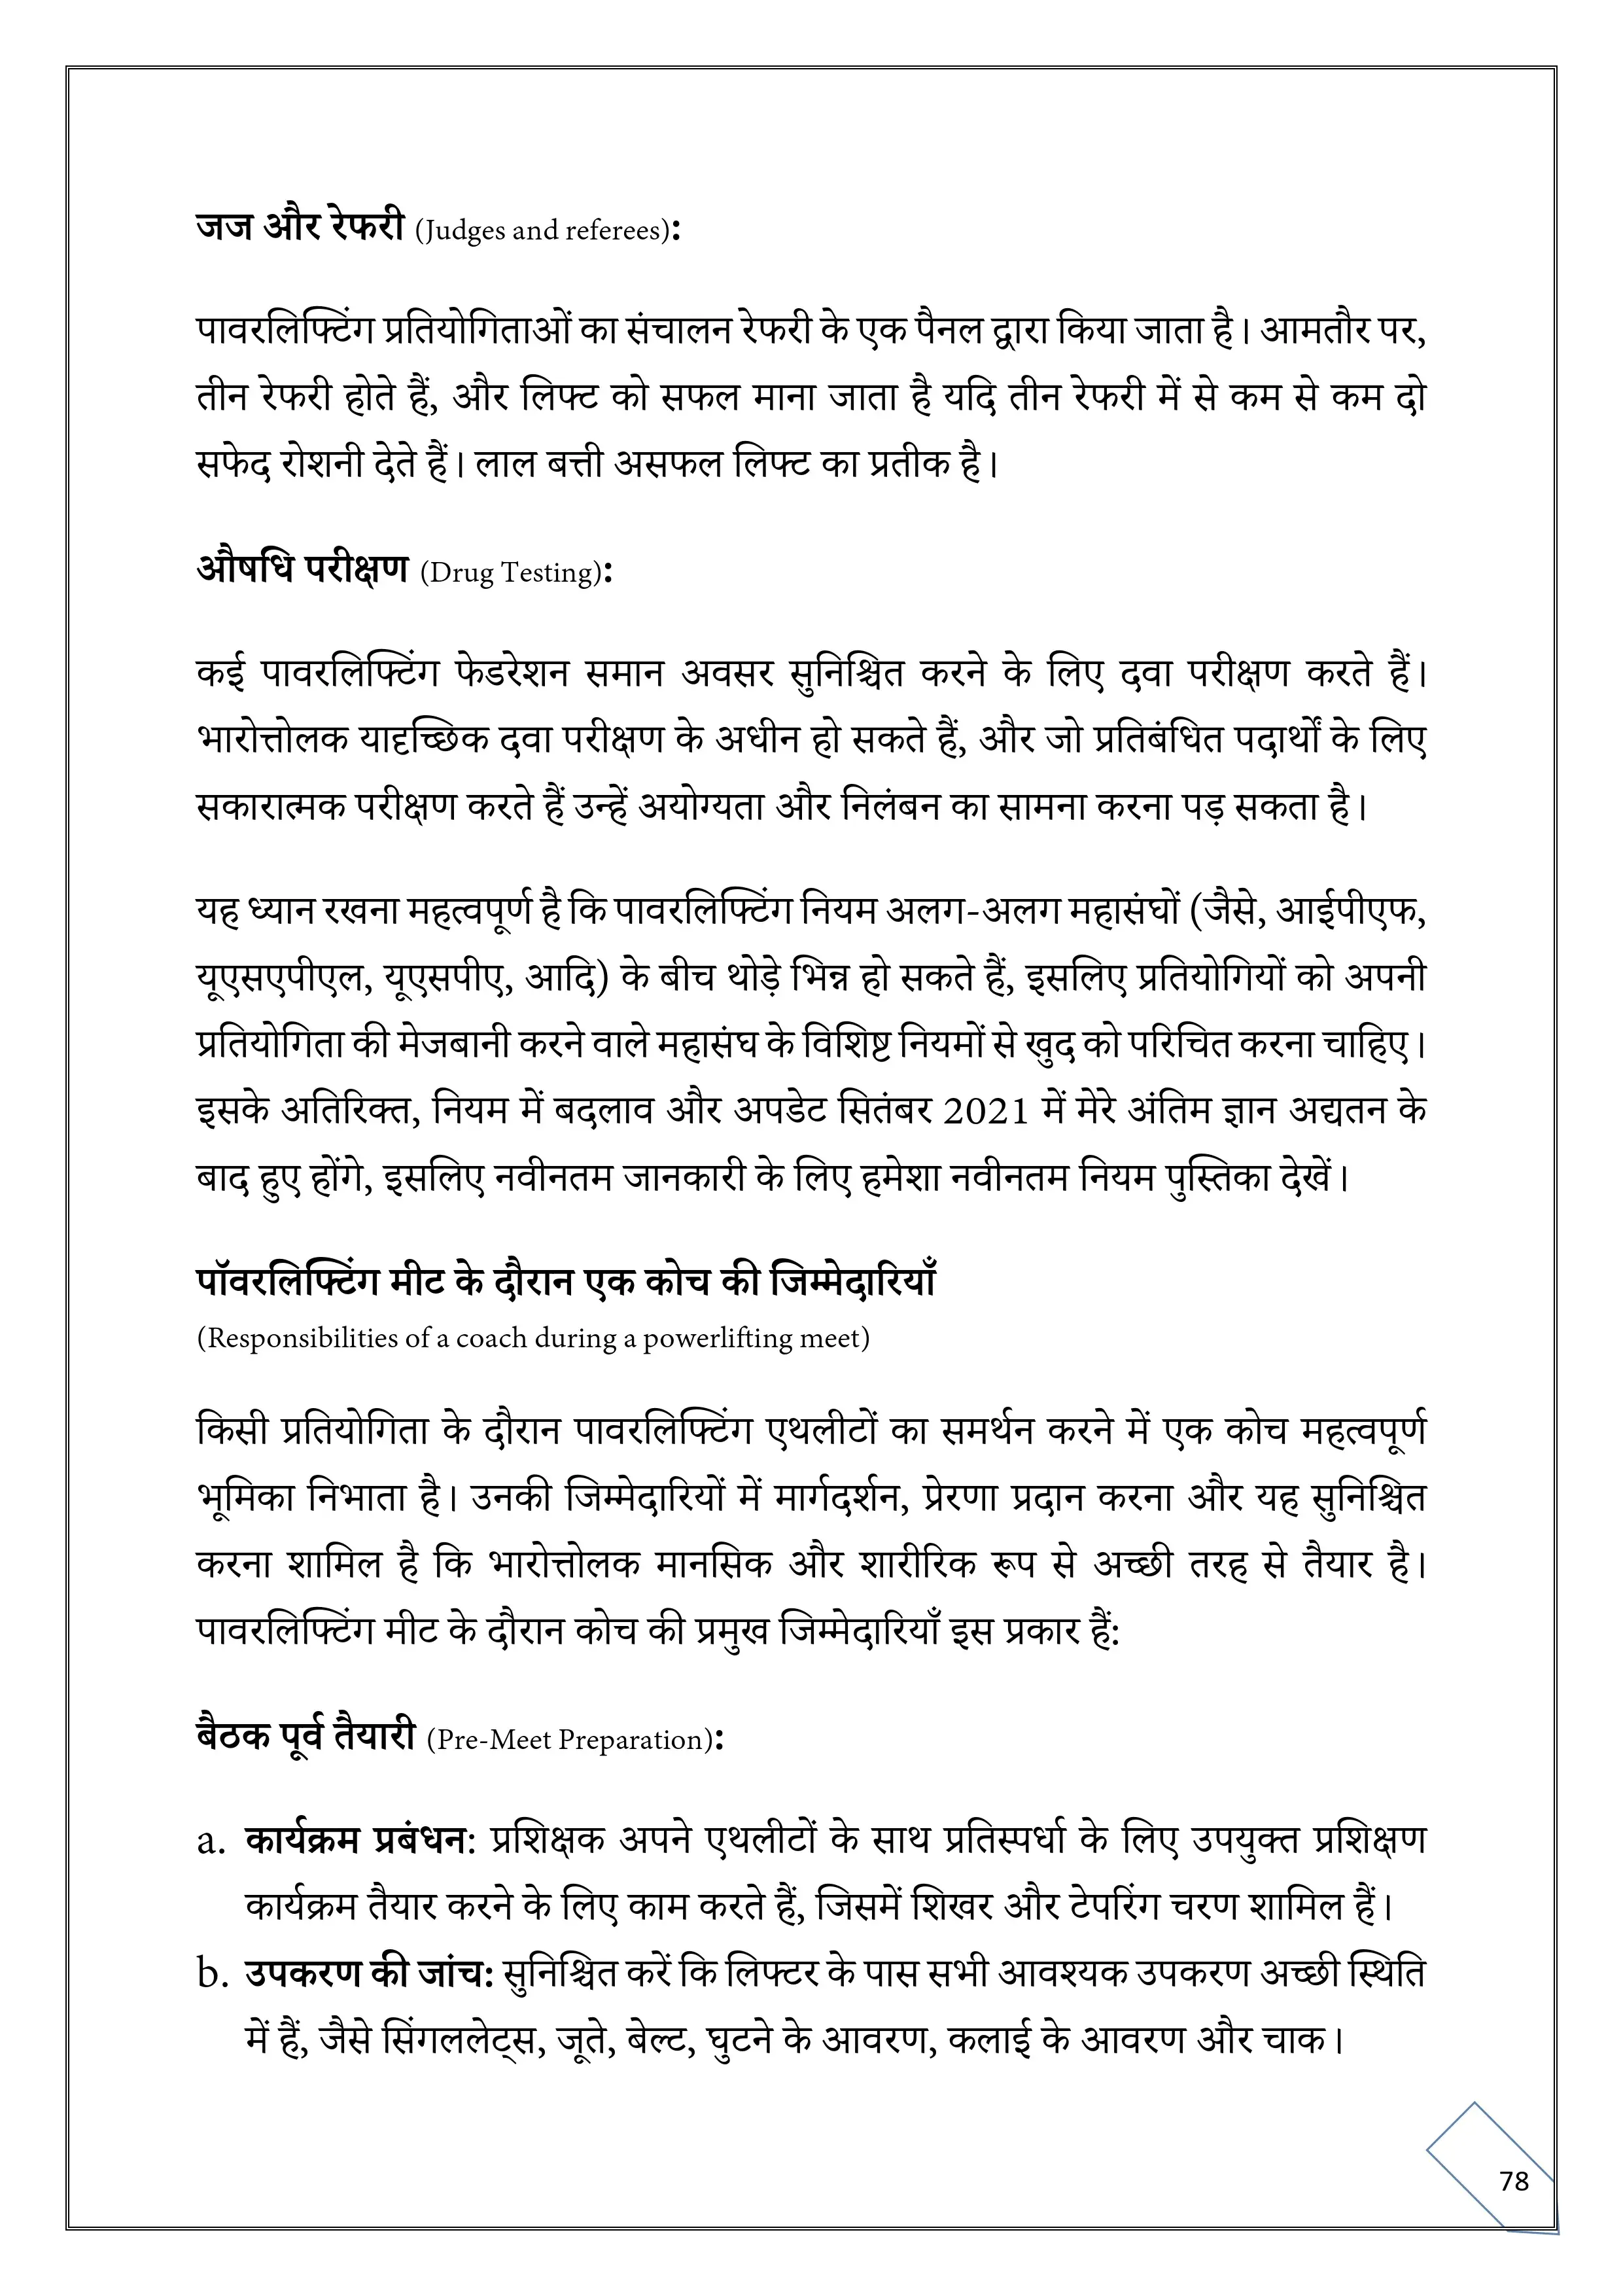 जज और रेफरी (Judges and referees):
पावरलिफ्टिंग प्रतियोगिताओं का संचालन रेफरी के एक पैनल द्वारा किया जाता है। आमतौर पर,
तीन रेफरी होते हैं, और लिफ्ट को सफल माना जाता है यदि तीन रेफरी में से कम से कम दो
सफेद रोशनी देते हैं। लाल बत्ती असफल लिफ्ट का प्रतीक है।
औषधि परीक्षण (Drug Testing):
कई पावरलिफ्टिंग फेडरेशन समान अवसर सुनिश्चित करने के लिए दवा परीक्षण करते हैं।
भारोत्तोलक यादृच्छिक दवा परीक्षण के अधीन हो सकते हैं, और जो प्रतिबंधित पदार्थों के लिए
सकारात्मक परीक्षण करते हैं उन्हें अयोग्यता और निलंबन का सामना करना पड़ सकता है।
यह ध्यान रखना महत्वपूर्ण है कि पावरलिफ्टिंग नियम अलग-अलग महासंघों (जैसे, आईपीएफ,
यूएसएपीएल, यूएसपीए, आदि) के बीच थोड़े भिन्न हो सकते हैं, इसलिए प्रतियोगियों को अपनी
प्रतियोगिता की मेजबानी करने वाले महासंघ के विशिष्ट नियमों से खुद को परिचित करना चाहिए।
इसके अतिरिक्त, नियम में बदलाव और अपडेट सितंबर 2021 में मेरे अंतिम ज्ञान अद्यतन के
बाद हुए होंगे, इसलिए नवीनतम जानकारी के लिए हमेशा नवीनतम नियम पुस्तिका देखें।
पॉवरलिफ्टिंग मीट के दौरान एक कोच की जिम्मेदारियाँ
(Responsibilities of a coach during a powerlifting meet)
किसी प्रतियोगिता के दौरान पावरलिफ्टिंग एथलीटों का समर्थन करने में एक कोच महत्वपूर्ण
भूमिका निभाता है। उनकी जिम्मेदारियों में मार्गदर्शन, प्रेरणा प्रदान करना और यह सुनिश्चित
करना शामिल है कि भारोत्तोलक मानसिक और शारीरिक रूप से अच्छी तरह से तैयार है।
पावरलिफ्टिंग मीट के दौरान कोच की प्रमुख जिम्मेदारियाँ इस प्रकार हैं:
बैठक पूर्व तैयारी (Pre-Meet Preparation):
a. कार्यक्रम प्रबंधन: प्रशिक्षक अपने एथलीटों के साथ प्रतिस्पर्धा के लिए उपयुक्त प्रशिक्षण
कार्यक्रम तैयार करने के लिए काम करते हैं, जिसमें शिखर और टेपरिंग चरण शामिल हैं।
b. उपकरण की जांच: सुनिश्चित करें कि लिफ्टर के पास सभी आवश्यक उपकरण अच्छी स्थिति
में हैं, जैसे सिंगललेट्स, जूते, बेल्ट, घुटने के आवरण, कलाई के आवरण और चाक।
78